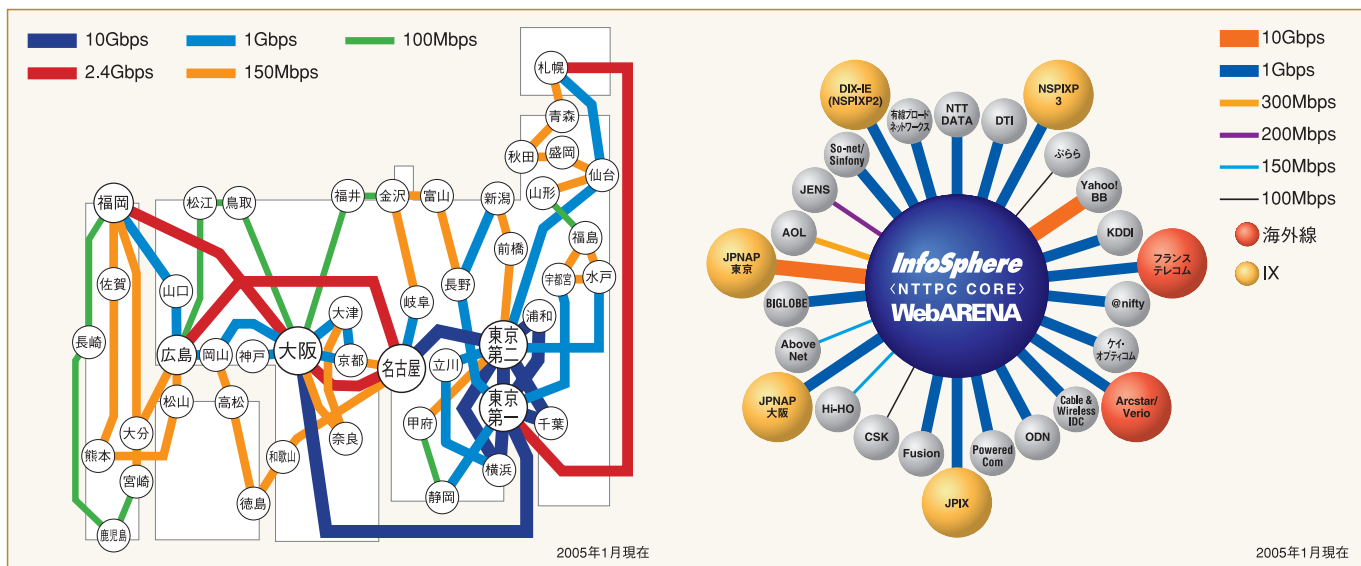 10Gbps
1Gbps
100Mbps
2.4Gbps
150Mbps
札幌
青森
秋田
盛岡
仙台
山形
福島
宇都宮
水戸
福岡
松江
鳥取
福井
金沢
富山
新潟
前橋
佐賀
山口
長野
岐阜
浦和
長崎
広島
岡山
神戸
大阪
大津
京都
名古屋
立川
東京
第二
東京
第一
松山
高松
甲府
千葉
大分
奈良
熊本
和歌山
横浜
宮崎
徳島
静岡
鹿児島
2005年1月現在
10Gbps
1Gbps
300Mbps
200Mbps
150Mbps
100Mbps
海外線
IX
InfoSphere
〈NTTPC CORE〉
WebARENA
DIX-IE
(NSPIXP2)
有線ブロード
ネットワークス
NTT
DATA
DTI
NSPIXP
3
ぷらら
Yahoo!
BB
KDDI
フランス
テレコム
@nifty
ケイ・
オプティコム
Arcstar/
Verio
Cable &
Wireless
IDC
ODN
Powered
Com
JPIX
Fusion
CSK
Hi-HO
JPNAP
大阪
Above
Net
BIGLOBE
JPNAP
東京
AOL
JENS
So-net/
Sinfony
2005年1月現在